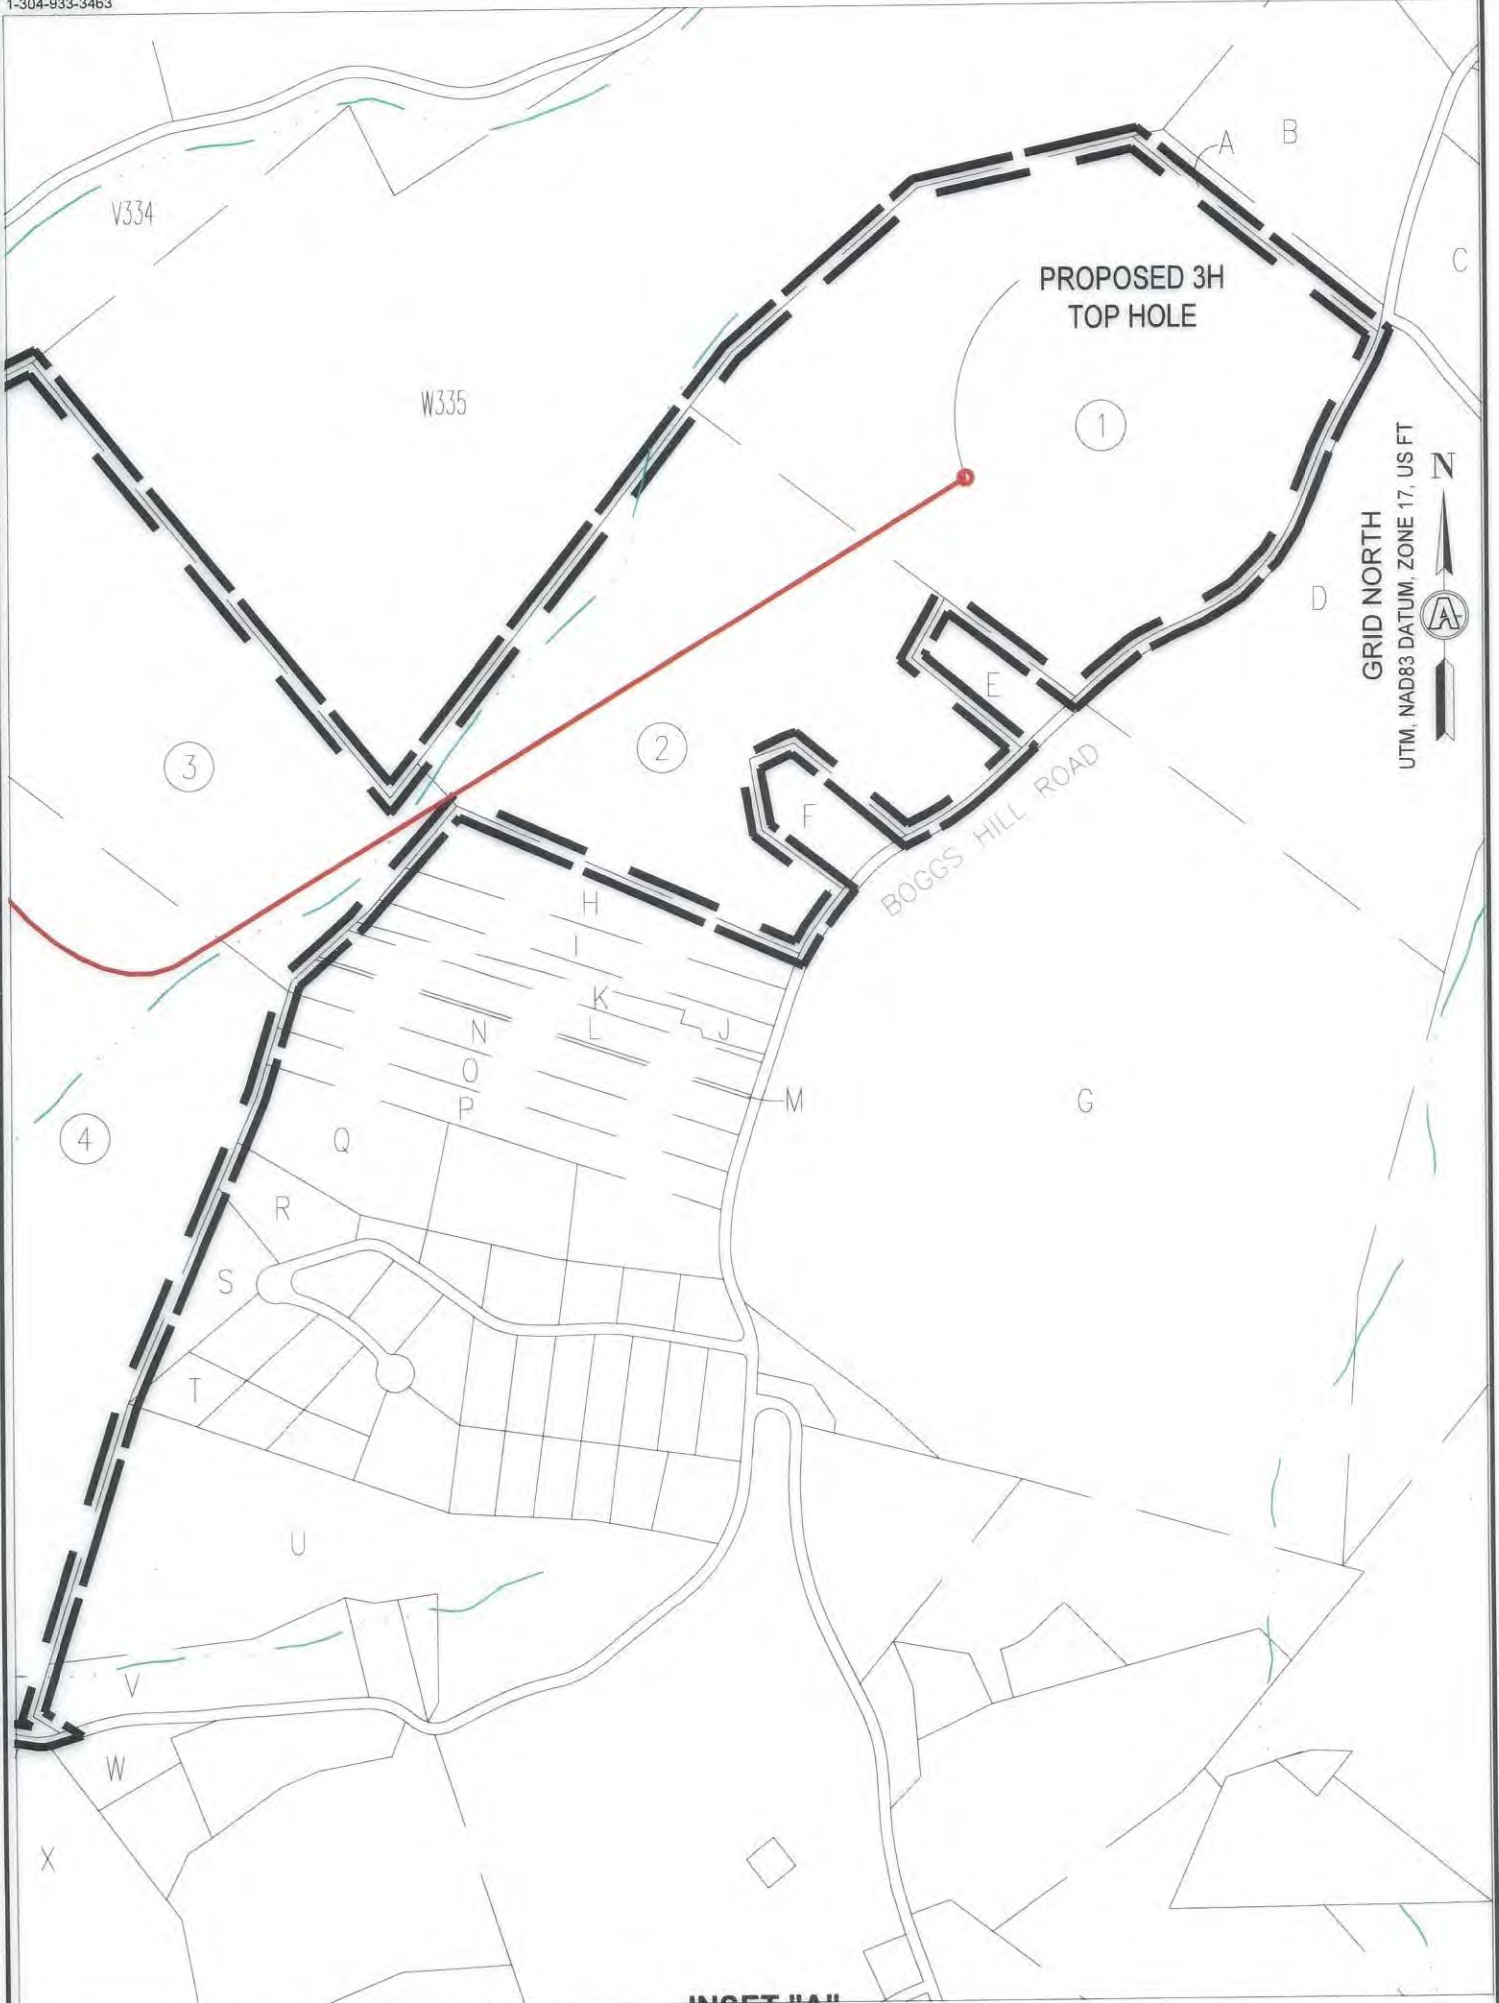 1-304-933-3463
B
A
V334
C
PROPOSED 3H
TOP HOLE
W335
1
N
GRID NORTH
UTM, NAD83 DATUM, ZONE 17, US FT
A
D
E
2
3
F
BOGGS HILL ROAD
H
I
K
J
N
L
O
M
P
G
4
Q
R
S
T
U
V
W
X
INSET "A"